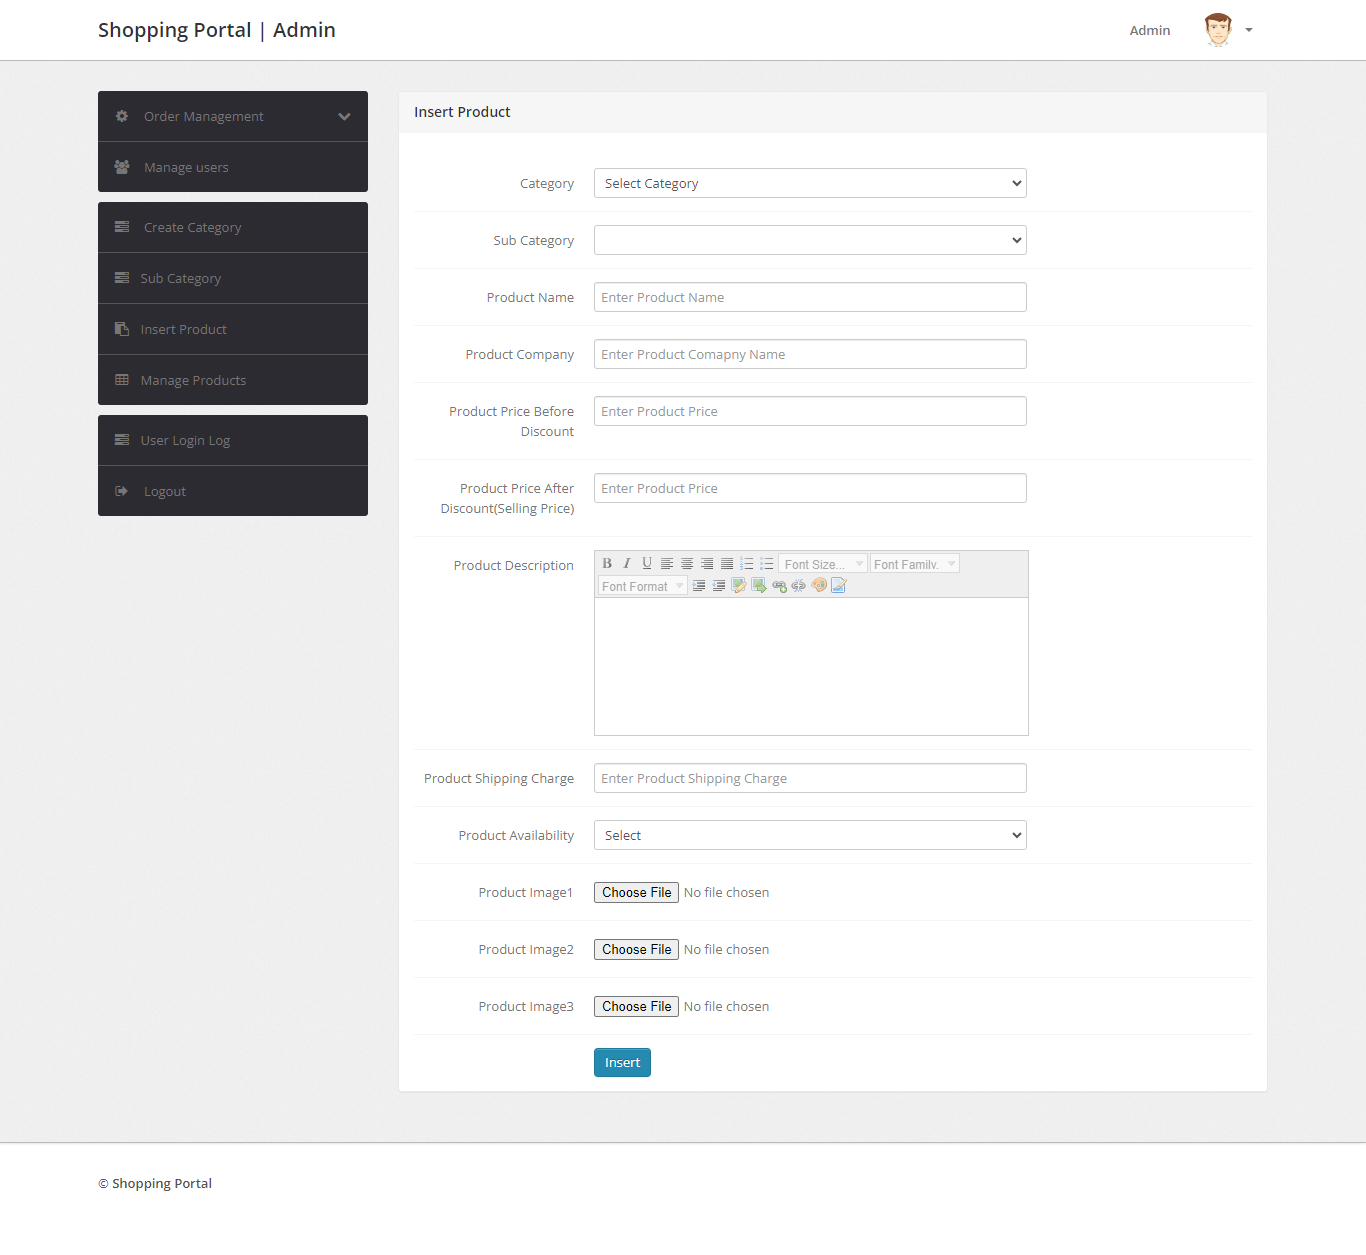 Shopping Portal | Admin
Admin
Order Management
Manage users
Create Category
Sub Category
Insert Product
Manage Products
User Login Log
Logout
Insert Product
Category
Select Category
Sub Category
Product Name
Enter Product Name
Product Company
Enter Product Comapny Name
Product Price Before
Discount
Enter Product Price
Product Price After
Discount(Selling Price)
Enter Product Price
Product Description
B I U Font Size... Font Family.
Font Format
Product Shipping Charge
Enter Product Shipping Charge
Product Availability
Select
Product Image1
Choose File No file chosen
Product Image2
Choose File No file chosen
Product Image3
Choose File No file chosen
Insert
© Shopping Portal